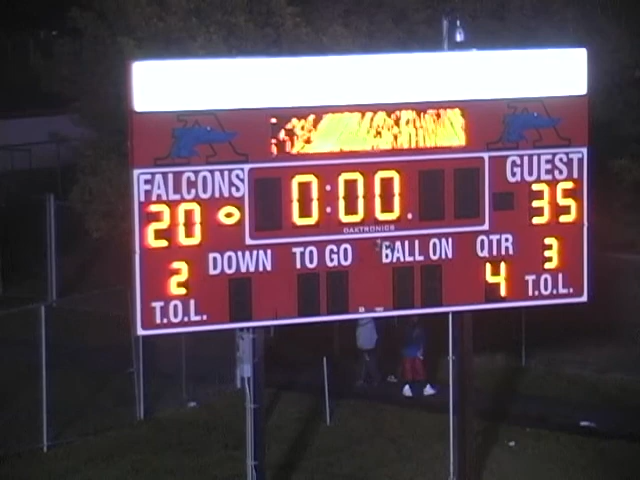 FALCONS 0:00. GUEST
20 35
DAKTRONICS
DOWN TO GO BALL ON QTR
2 4 3
T.O.L. T.O.L.